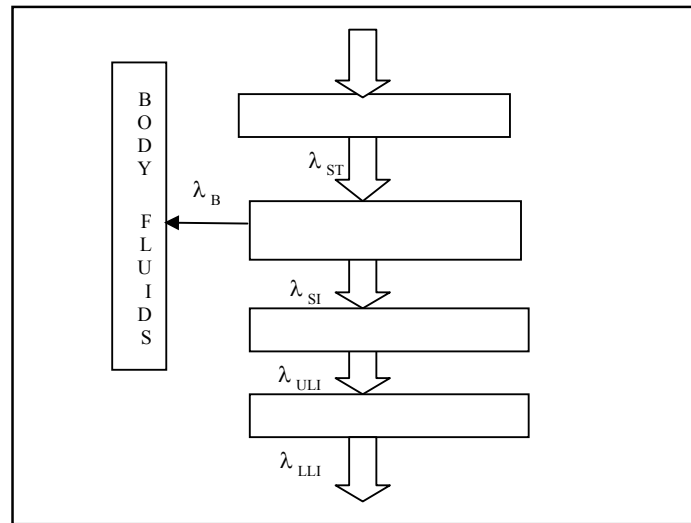 BODY FLUIDS
λ ST
λ B
λ SI
λ ULI
λ LLI